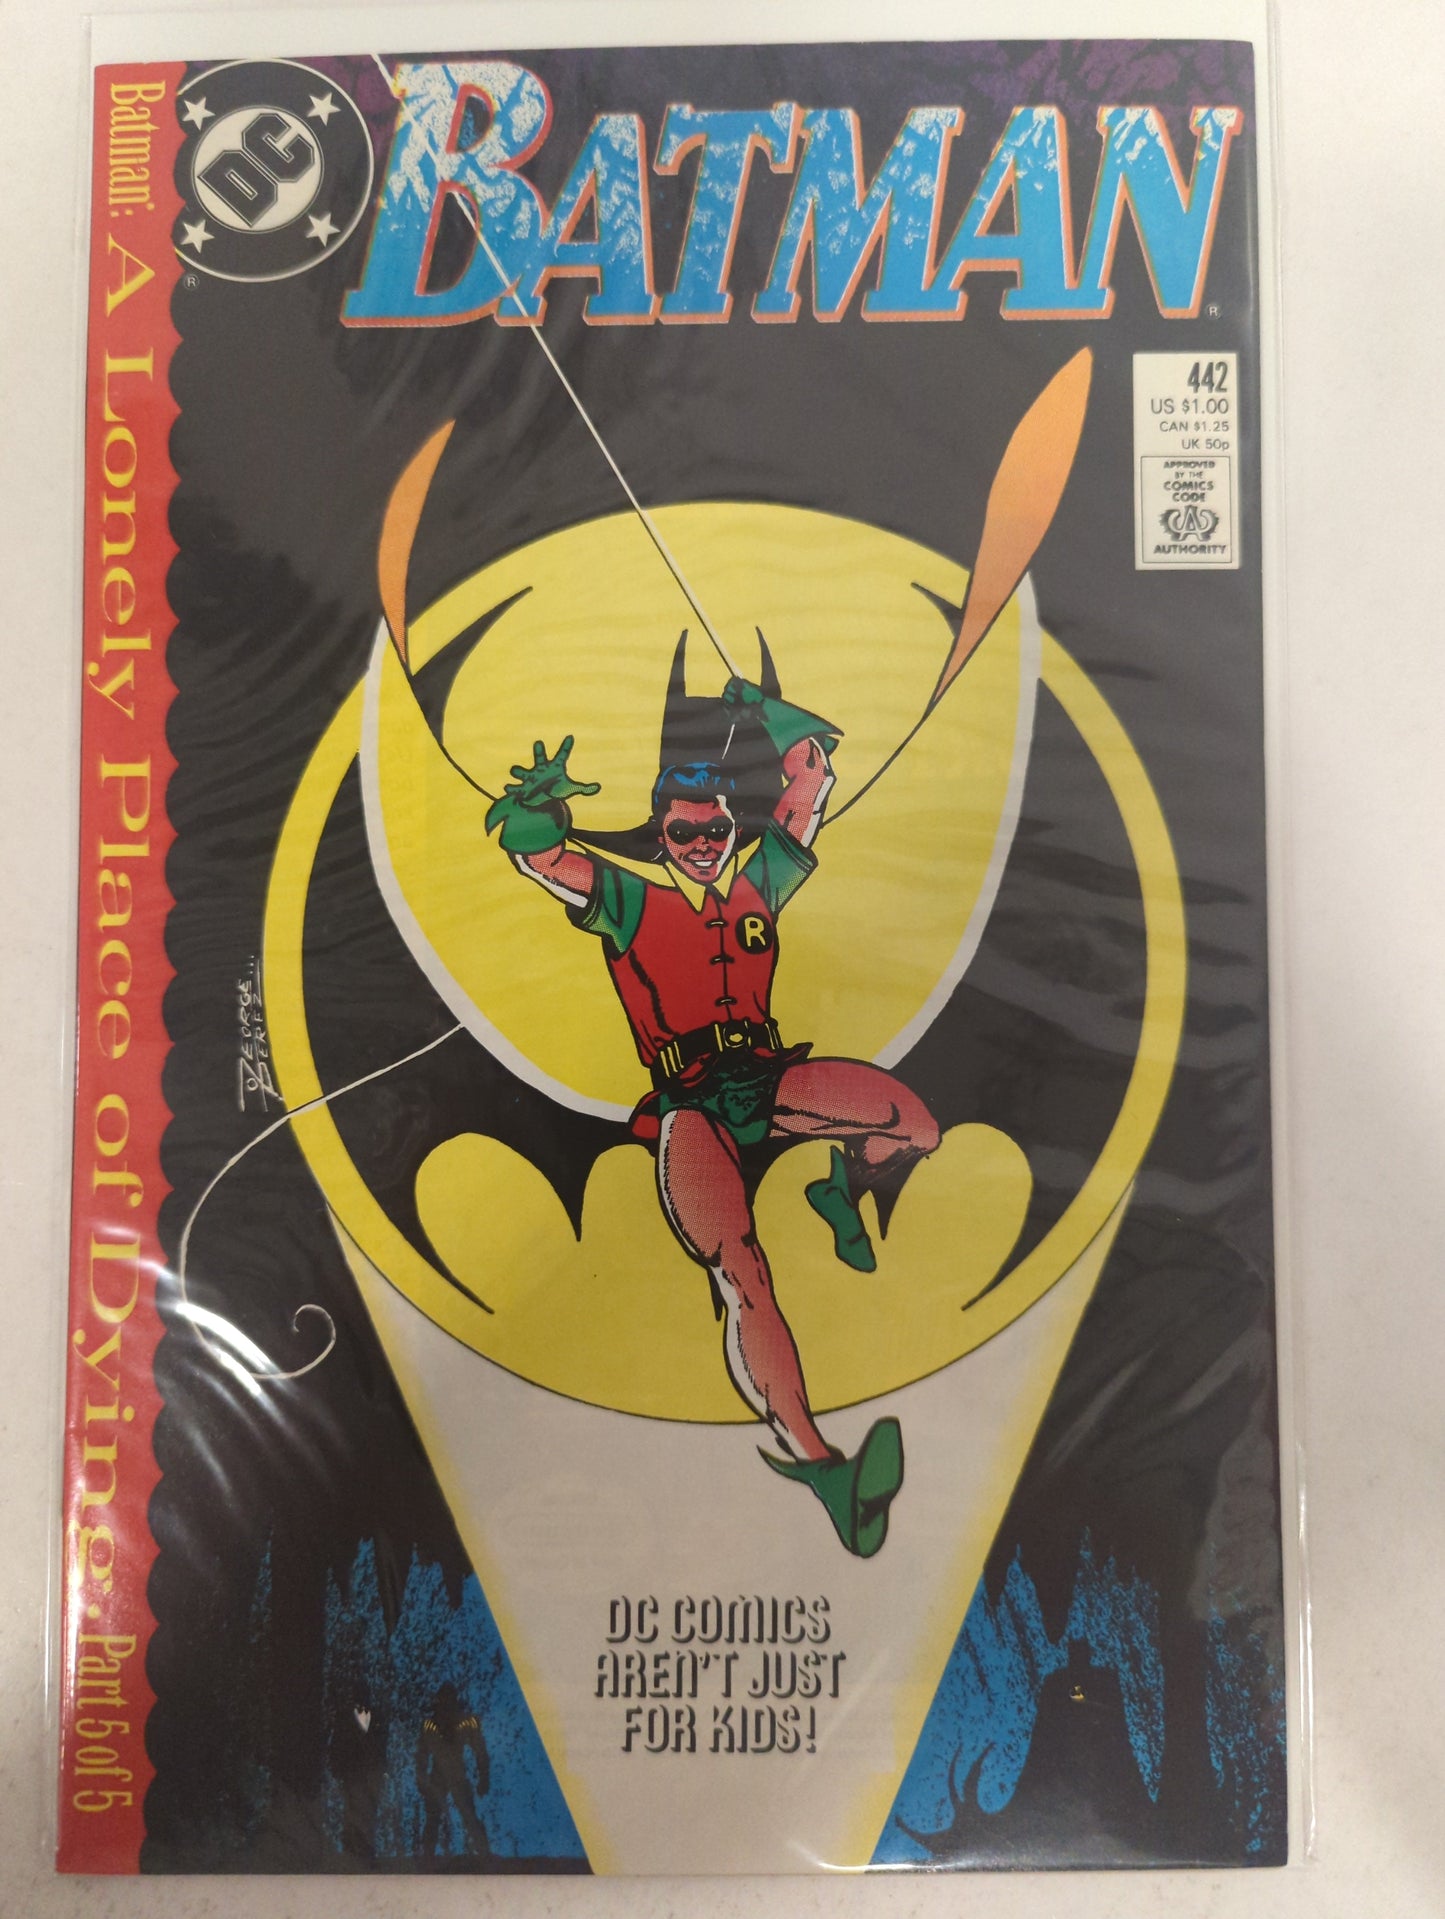 Batman: A Lonely Place of Dying.. Part 5 of 5
DC
®
BATMAN
®
442
US $1.00
CAN $1.25
UK 50p
APPROVED
BY THE
COMICS
CODE
A
AUTHORITY
R
GEORGE...
PEREZ
DC COMICS
AREN'T JUST
FOR KIDS!